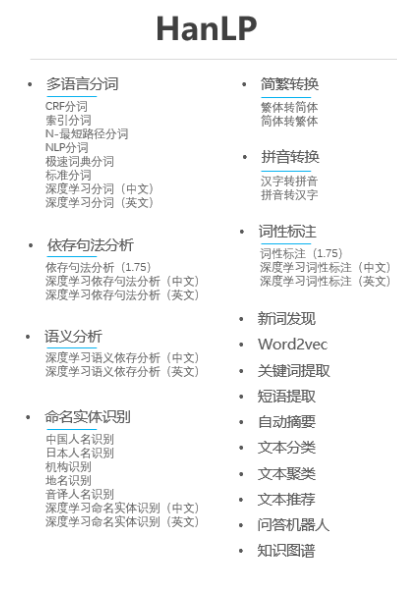 HanLP
多语言分词
CRF分词
索引分词
N-最短路径分词
NLP分词
极速词典分词
标准分词
深度学习分词（中文）
深度学习分词（英文）
依存句法分析
依存句法分析（1.75）
深度学习依存句法分析（中文）
深度学习依存句法分析（英文）
语义分析
深度学习语义依存分析（中文）
深度学习语义依存分析（英文）
命名实体识别
中国人名识别
日本人名识别
机构识别
地名识别
音译人名识别
深度学习命名实体识别（中文）
深度学习命名实体识别（英文）
简繁转换
繁体转简体
简体转繁体
拼音转换
汉字转拼音
拼音转汉字
词性标注
词性标注（1.75）
深度学习词性标注（中文）
深度学习词性标注（英文）
新词发现
Word2vec
关键词提取
短语提取
自动摘要
文本分类
文本聚类
文本推荐
问答机器人
知识图谱